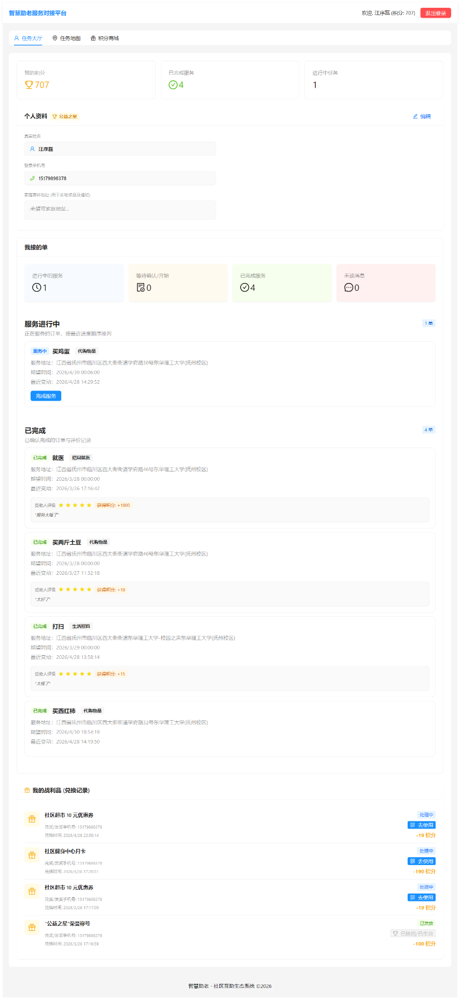 智慧助老服务对接平台
欢迎, 汪序磊 (积分: 707) 退出登录
任务大厅 任务地图 积分商城
我的积分
707
已完成服务
4
进行中任务
1
个人资料 公益之星 编辑
真实姓名
汪序磊
登录手机号
15179898378
家庭寄件地址 (用于实物奖品及通知)
未填写家庭地址...
我接的单
进行中的服务
1
等待确认/开始
0
已完成服务
4
未读消息
0
服务进行中 1 单
正在服务的订单，按最近进度顺序排列
服务中 买鸡蛋 代购物品
服务地址：江西省抚州市临川区西大街街道学府路30号东华理工大学(抚州校区)
期望时间：2026/4/30 00:06:00
最近变动：2026/4/28 14:29:52
完成服务
已完成 4 单
已确认完成的订单与评价记录
已完成 就医 陪同就医
服务地址：江西省抚州市临川区西大街街道学府路46号东华理工大学(抚州校区)
期望时间：2026/3/28 00:00:00
最近变动：2026/3/26 17:16:42
受助人评级 ★★★★★ 获得积分: +1000
"服务太棒了"
已完成 买两斤土豆 代购物品
服务地址：江西省抚州市临川区西大街街道学府路46号东华理工大学(抚州校区)
期望时间：2026/3/28 00:00:00
最近变动：2026/3/27 11:32:18
受助人评级 ★★★★★ 获得积分: +10
"太好了"
已完成 打扫 生活照料
服务地址：江西省抚州市临川区西大街街道东华理工大学-校园之声东华理工大学(抚州校区)
期望时间：2026/3/29 00:00:00
最近变动：2026/4/28 13:58:14
受助人评级 ★★★★★ 获得积分: +15
"太棒了"
已完成 买西红柿 代购物品
服务地址：江西省抚州市临川区西大街街道学府路32号东华理工大学(抚州校区)
期望时间：2026/4/30 18:54:19
最近变动：2026/4/28 14:19:50
我的战利品 (兑换记录)
社区超市 10 元优惠券 处理中
兑奖/发奖手机号: 15179898378 去使用
兑换时间: 2026/4/28 22:50:14 -19 积分
社区健身中心月卡 处理中
兑奖/发奖手机号: 15179898378 去使用
兑换时间: 2026/3/26 17:20:51 -190 积分
社区超市 10 元优惠券 处理中
兑奖/发奖手机号: 15179898378 去使用
兑换时间: 2026/3/26 17:17:09 -19 积分
"公益之星"荣誉称号 已发放
兑奖/发奖手机号: 15179898378 已核销/已生效
兑换时间: 2026/3/26 17:16:59 -100 积分
智慧助老 - 社区互助生态系统 ©2026